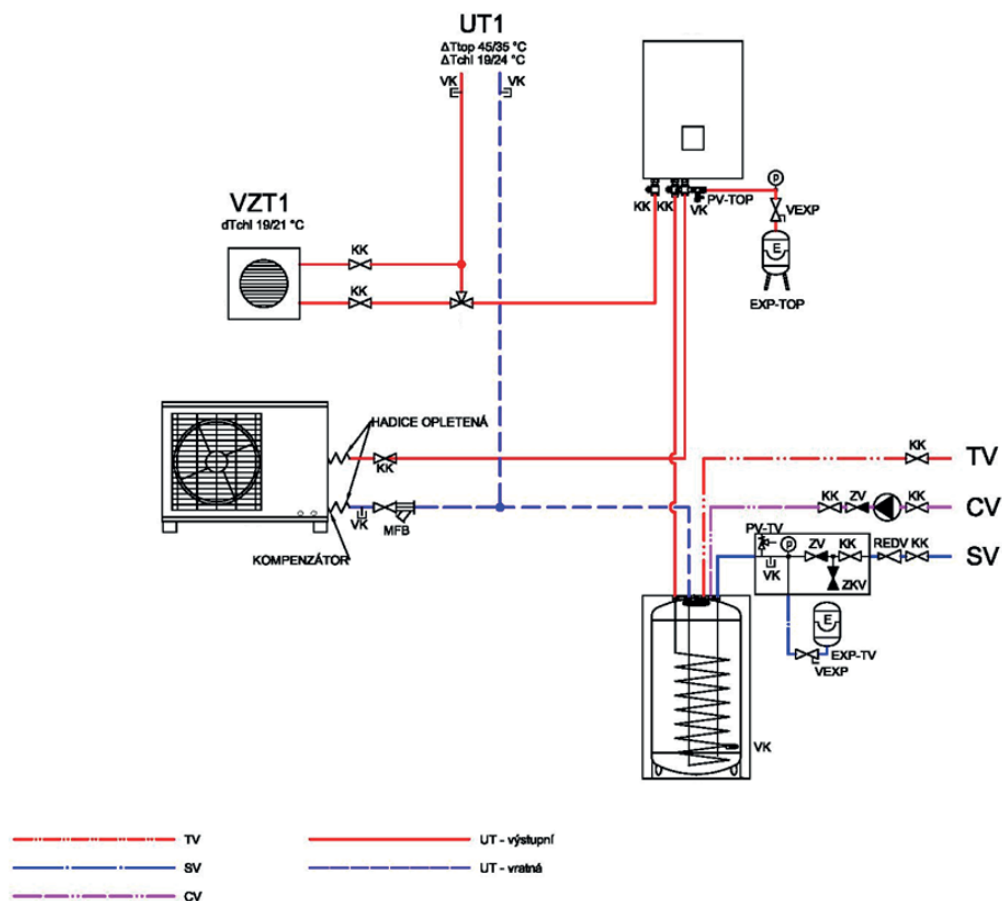 UT1
ΔTtop 45/35 °C
ΔTchl 19/24 °C
VK
VK
VZT1
dTchl 19/21 °C
KK
KK
KK
KK
VK
PV-TOP
P
VEXP
E
EXP-TOP
HADICE OPLETENÁ
KK
VK
MFB
KOMPENZÁTOR
KK
TV
KK
ZV
KK
CV
PV-TV
P
VK
ZV
KK
ZKV
REDV
KK
SV
E
EXP-TV
VEXP
VK
TV
SV
CV
UT - výstupní
UT - vratná